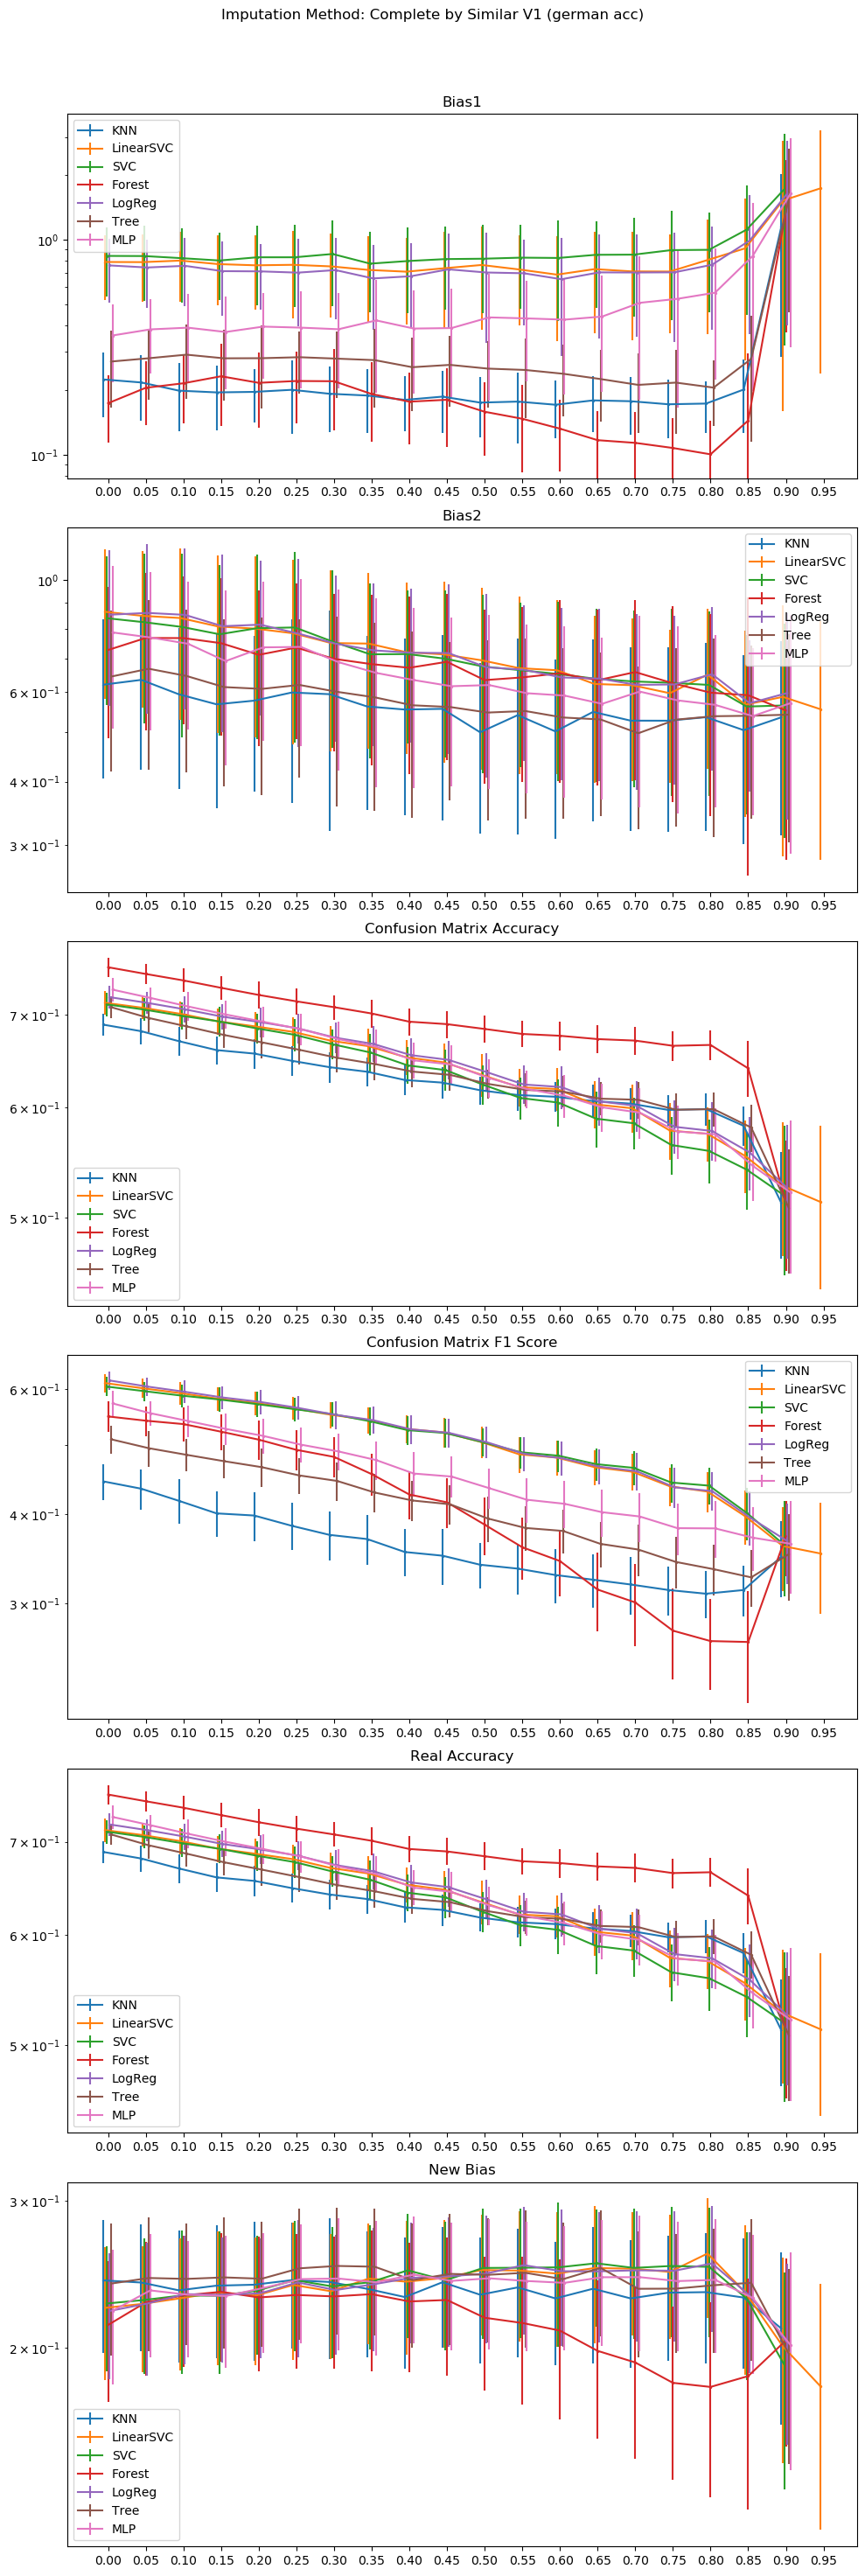 Imputation Method: Complete by Similar V1 (german acc)
Bias1
10⁰
10⁻¹
KNN
LinearSVC
SVC
Forest
LogReg
Tree
MLP
0.00 0.05 0.10 0.15 0.20 0.25 0.30 0.35 0.40 0.45 0.50 0.55 0.60 0.65 0.70 0.75 0.80 0.85 0.90 0.95
Bias2
10⁰
6 × 10⁻¹
4 × 10⁻¹
3 × 10⁻¹
KNN
LinearSVC
SVC
Forest
LogReg
Tree
MLP
0.00 0.05 0.10 0.15 0.20 0.25 0.30 0.35 0.40 0.45 0.50 0.55 0.60 0.65 0.70 0.75 0.80 0.85 0.90 0.95
Confusion Matrix Accuracy
7 × 10⁻¹
6 × 10⁻¹
5 × 10⁻¹
KNN
LinearSVC
SVC
Forest
LogReg
Tree
MLP
0.00 0.05 0.10 0.15 0.20 0.25 0.30 0.35 0.40 0.45 0.50 0.55 0.60 0.65 0.70 0.75 0.80 0.85 0.90 0.95
Confusion Matrix F1 Score
6 × 10⁻¹
4 × 10⁻¹
3 × 10⁻¹
KNN
LinearSVC
SVC
Forest
LogReg
Tree
MLP
0.00 0.05 0.10 0.15 0.20 0.25 0.30 0.35 0.40 0.45 0.50 0.55 0.60 0.65 0.70 0.75 0.80 0.85 0.90 0.95
Real Accuracy
7 × 10⁻¹
6 × 10⁻¹
5 × 10⁻¹
KNN
LinearSVC
SVC
Forest
LogReg
Tree
MLP
0.00 0.05 0.10 0.15 0.20 0.25 0.30 0.35 0.40 0.45 0.50 0.55 0.60 0.65 0.70 0.75 0.80 0.85 0.90 0.95
New Bias
3 × 10⁻¹
2 × 10⁻¹
KNN
LinearSVC
SVC
Forest
LogReg
Tree
MLP
0.00 0.05 0.10 0.15 0.20 0.25 0.30 0.35 0.40 0.45 0.50 0.55 0.60 0.65 0.70 0.75 0.80 0.85 0.90 0.95